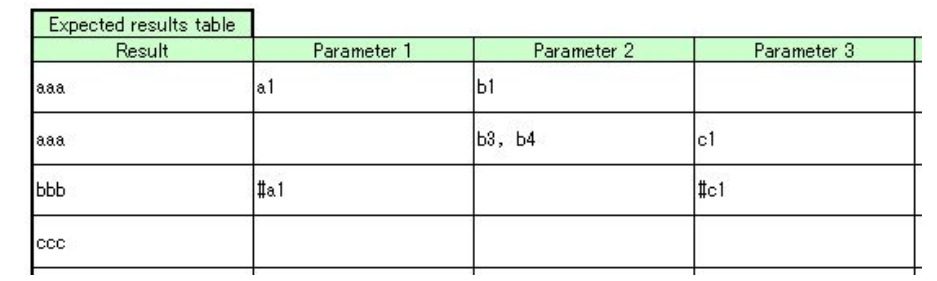 Expected results table
Result Parameter 1 Parameter 2 Parameter 3
aaa a1 b1
aaa b3, b4 c1
bbb #a1 #c1
ccc